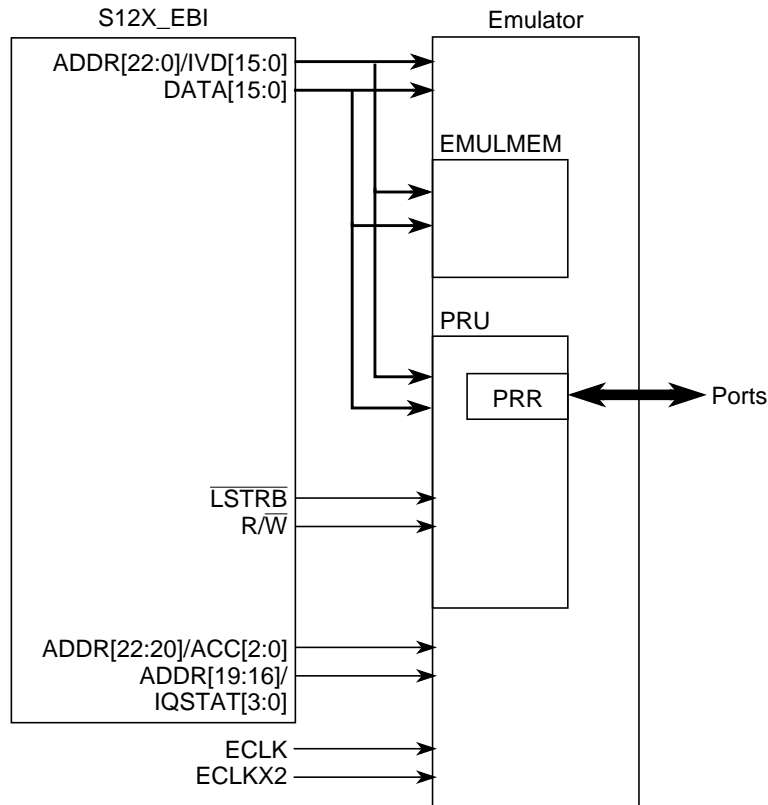 S12X_EBI
Emulator
ADDR[22:0]/IVD[15:0]
DATA[15:0]
EMULMEM
PRU
PRR
Ports
LSTRB
R/W
ADDR[22:20]/ACC[2:0]
ADDR[19:16]/
IQSTAT[3:0]
ECLK
ECLKX2